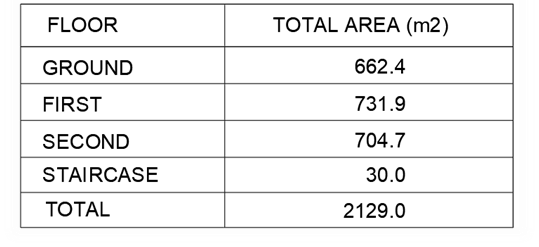 FLOOR TOTAL AREA (m2)
GROUND 662.4
FIRST 731.9
SECOND 704.7
STAIRCASE 30.0
TOTAL 2129.0